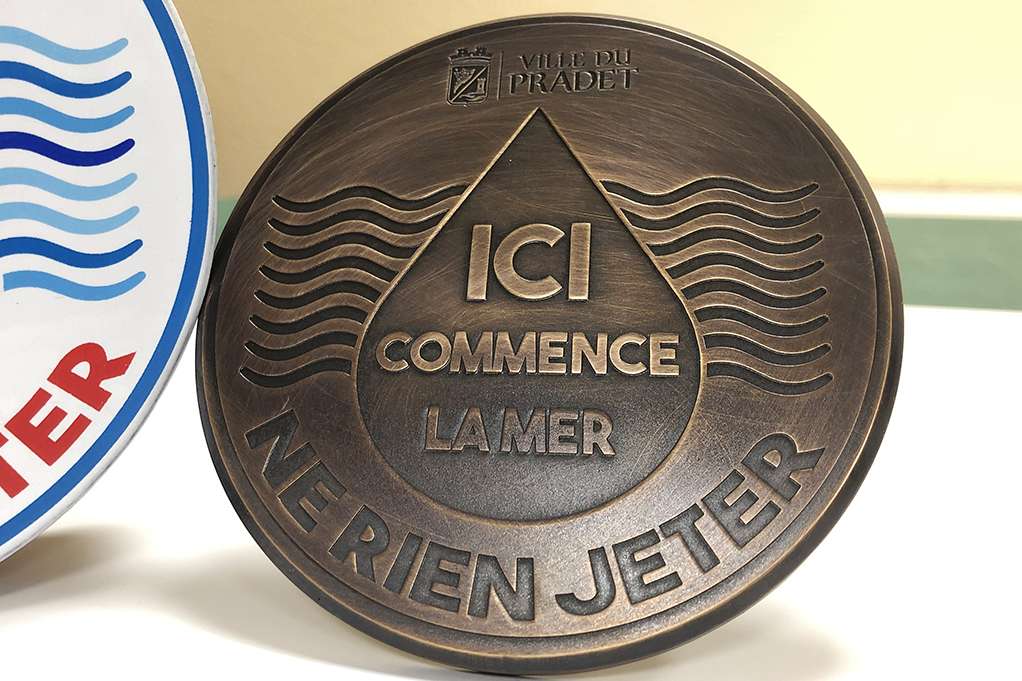 VILLE DU
PRADET
ICI
COMMENCE
LA MER
NE RIEN JETER
TER